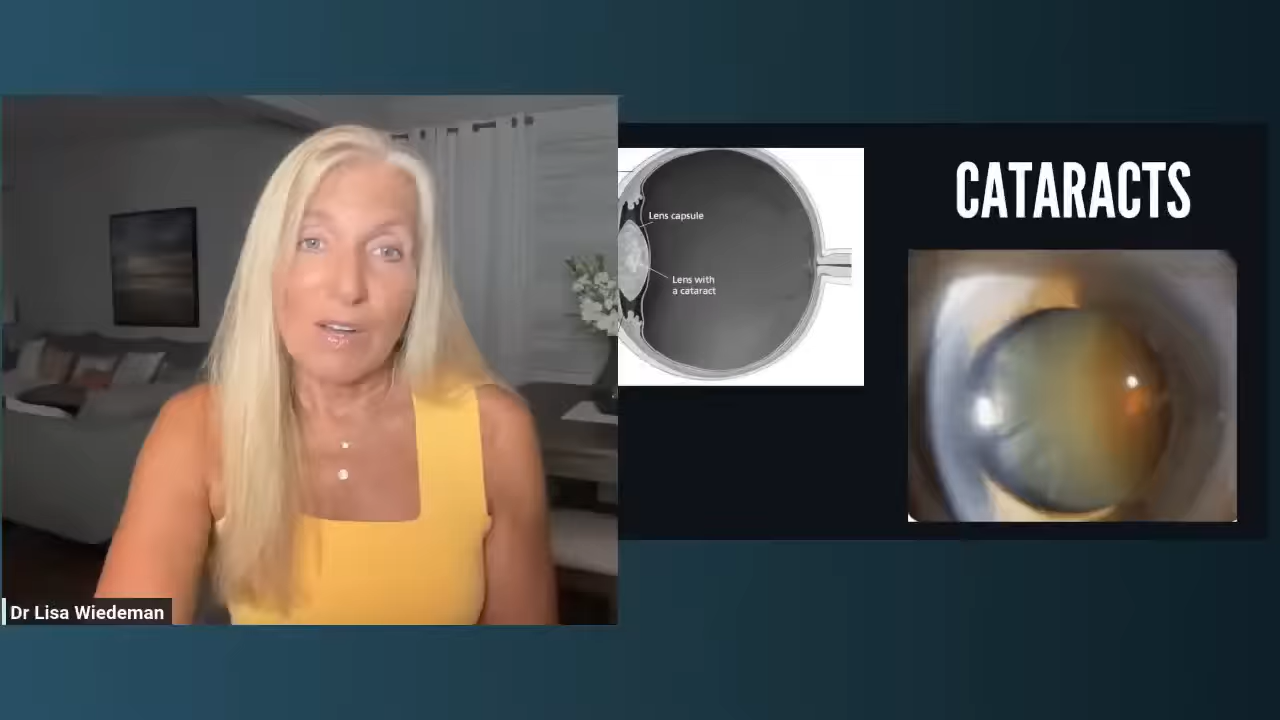 CATARACTS
Lens capsule
Lens with
a cataract
Dr Lisa Wiedeman